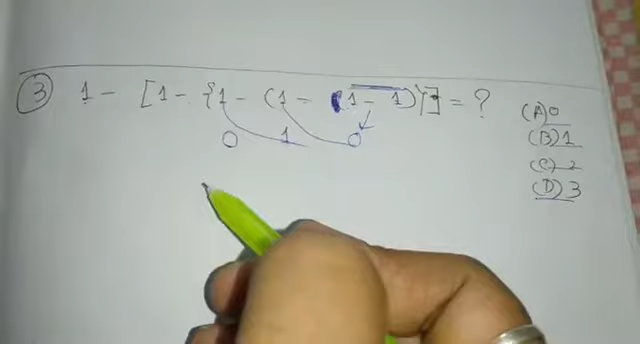 ③ 1 - [1 - {1 - (1 - 1 - 1)}] = ?
(A) 0
(B) 1
(C) 2
(D) 3
0 1 0